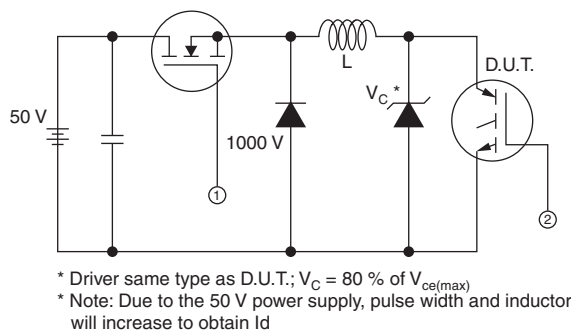 D.U.T.
L
V_C *
50 V
1000 V
①
②
* Driver same type as D.U.T.; V_C = 80 % of V_ce(max)
* Note: Due to the 50 V power supply, pulse width and inductor
will increase to obtain Id